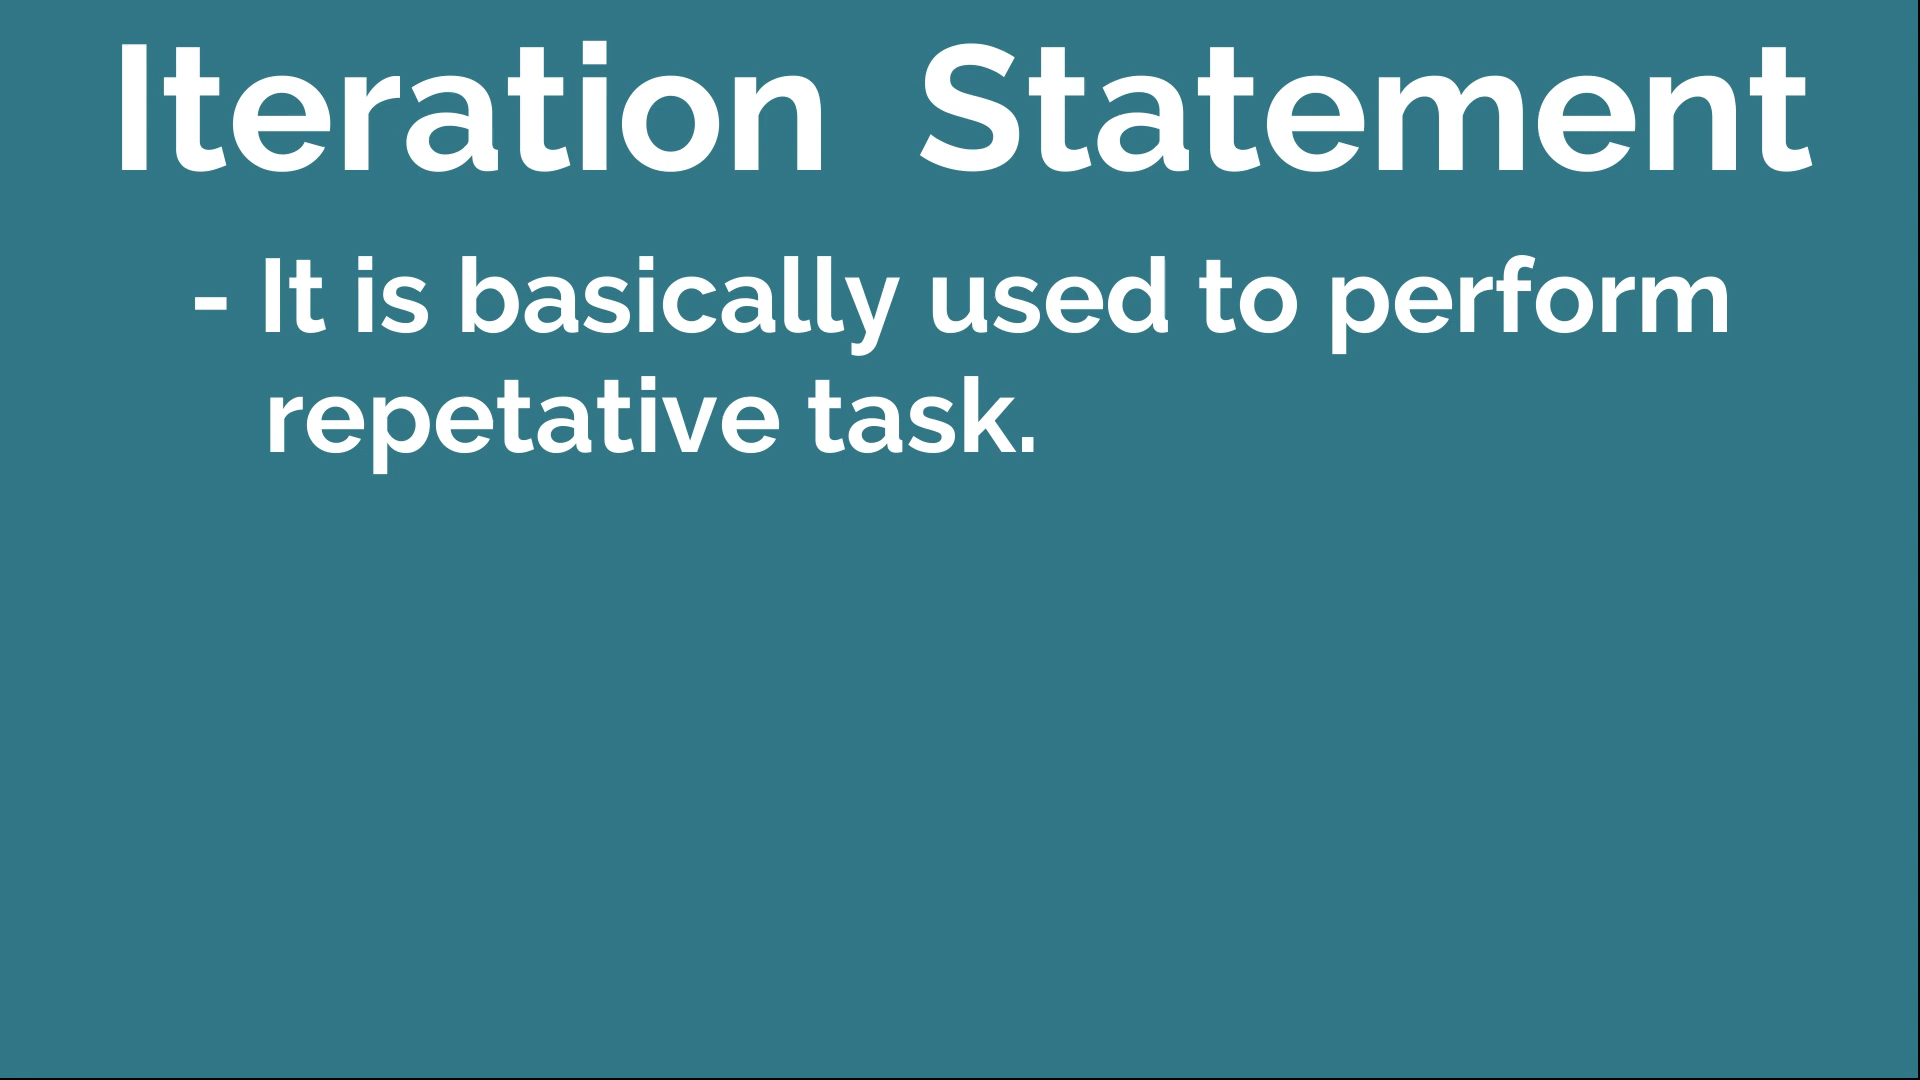 Iteration Statement
- It is basically used to perform
repetative task.